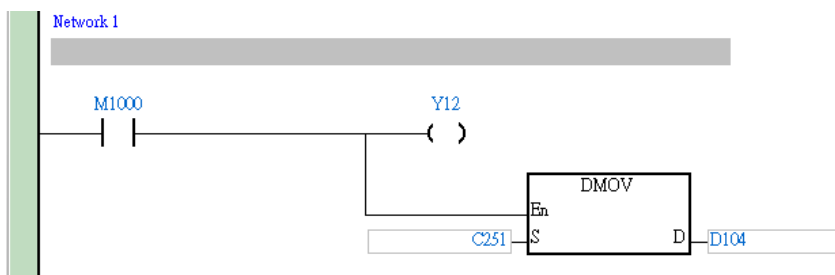 Network 1
M1000 Y12
DMOV
En
C251 S D D104